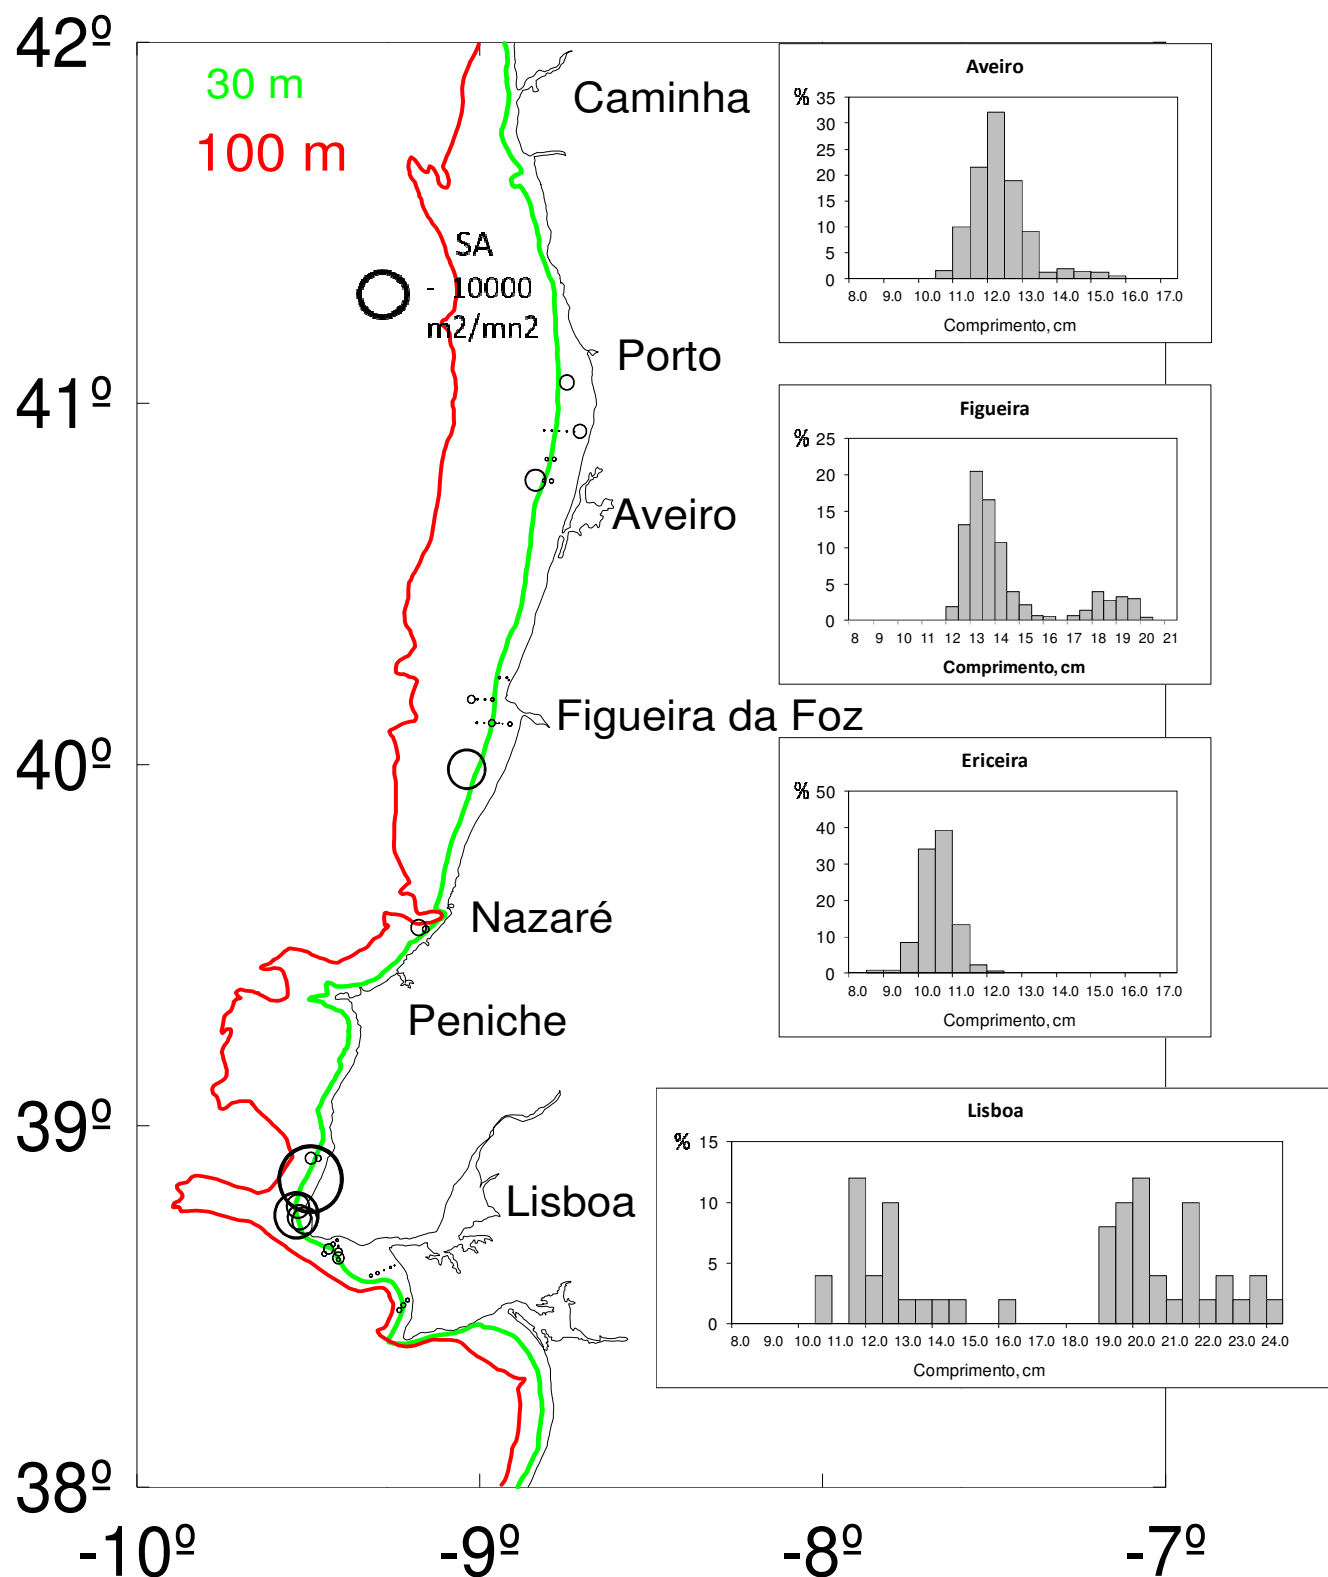 42º
41º
40º
39º
38º
-10º -9º -8º -7º
30 m
100 m
SA
- 10000
m2/mn2
Caminha
Porto
Aveiro
Figueira da Foz
Nazaré
Peniche
Lisboa
Aveiro
%
35
30
25
20
15
10
5
0
8.0 9.0 10.0 11.0 12.0 13.0 14.0 15.0 16.0 17.0
Comprimento, cm
Figueira
%
25
20
15
10
5
0
8 9 10 11 12 13 14 15 16 17 18 19 20 21
Comprimento, cm
Ericeira
%
50
40
30
20
10
0
8.0 9.0 10.0 11.0 12.0 13.0 14.0 15.0 16.0 17.0
Comprimento, cm
Lisboa
%
15
10
5
0
8.0 9.0 10.0 11.0 12.0 13.0 14.0 15.0 16.0 17.0 18.0 19.0 20.0 21.0 22.0 23.0 24.0
Comprimento, cm